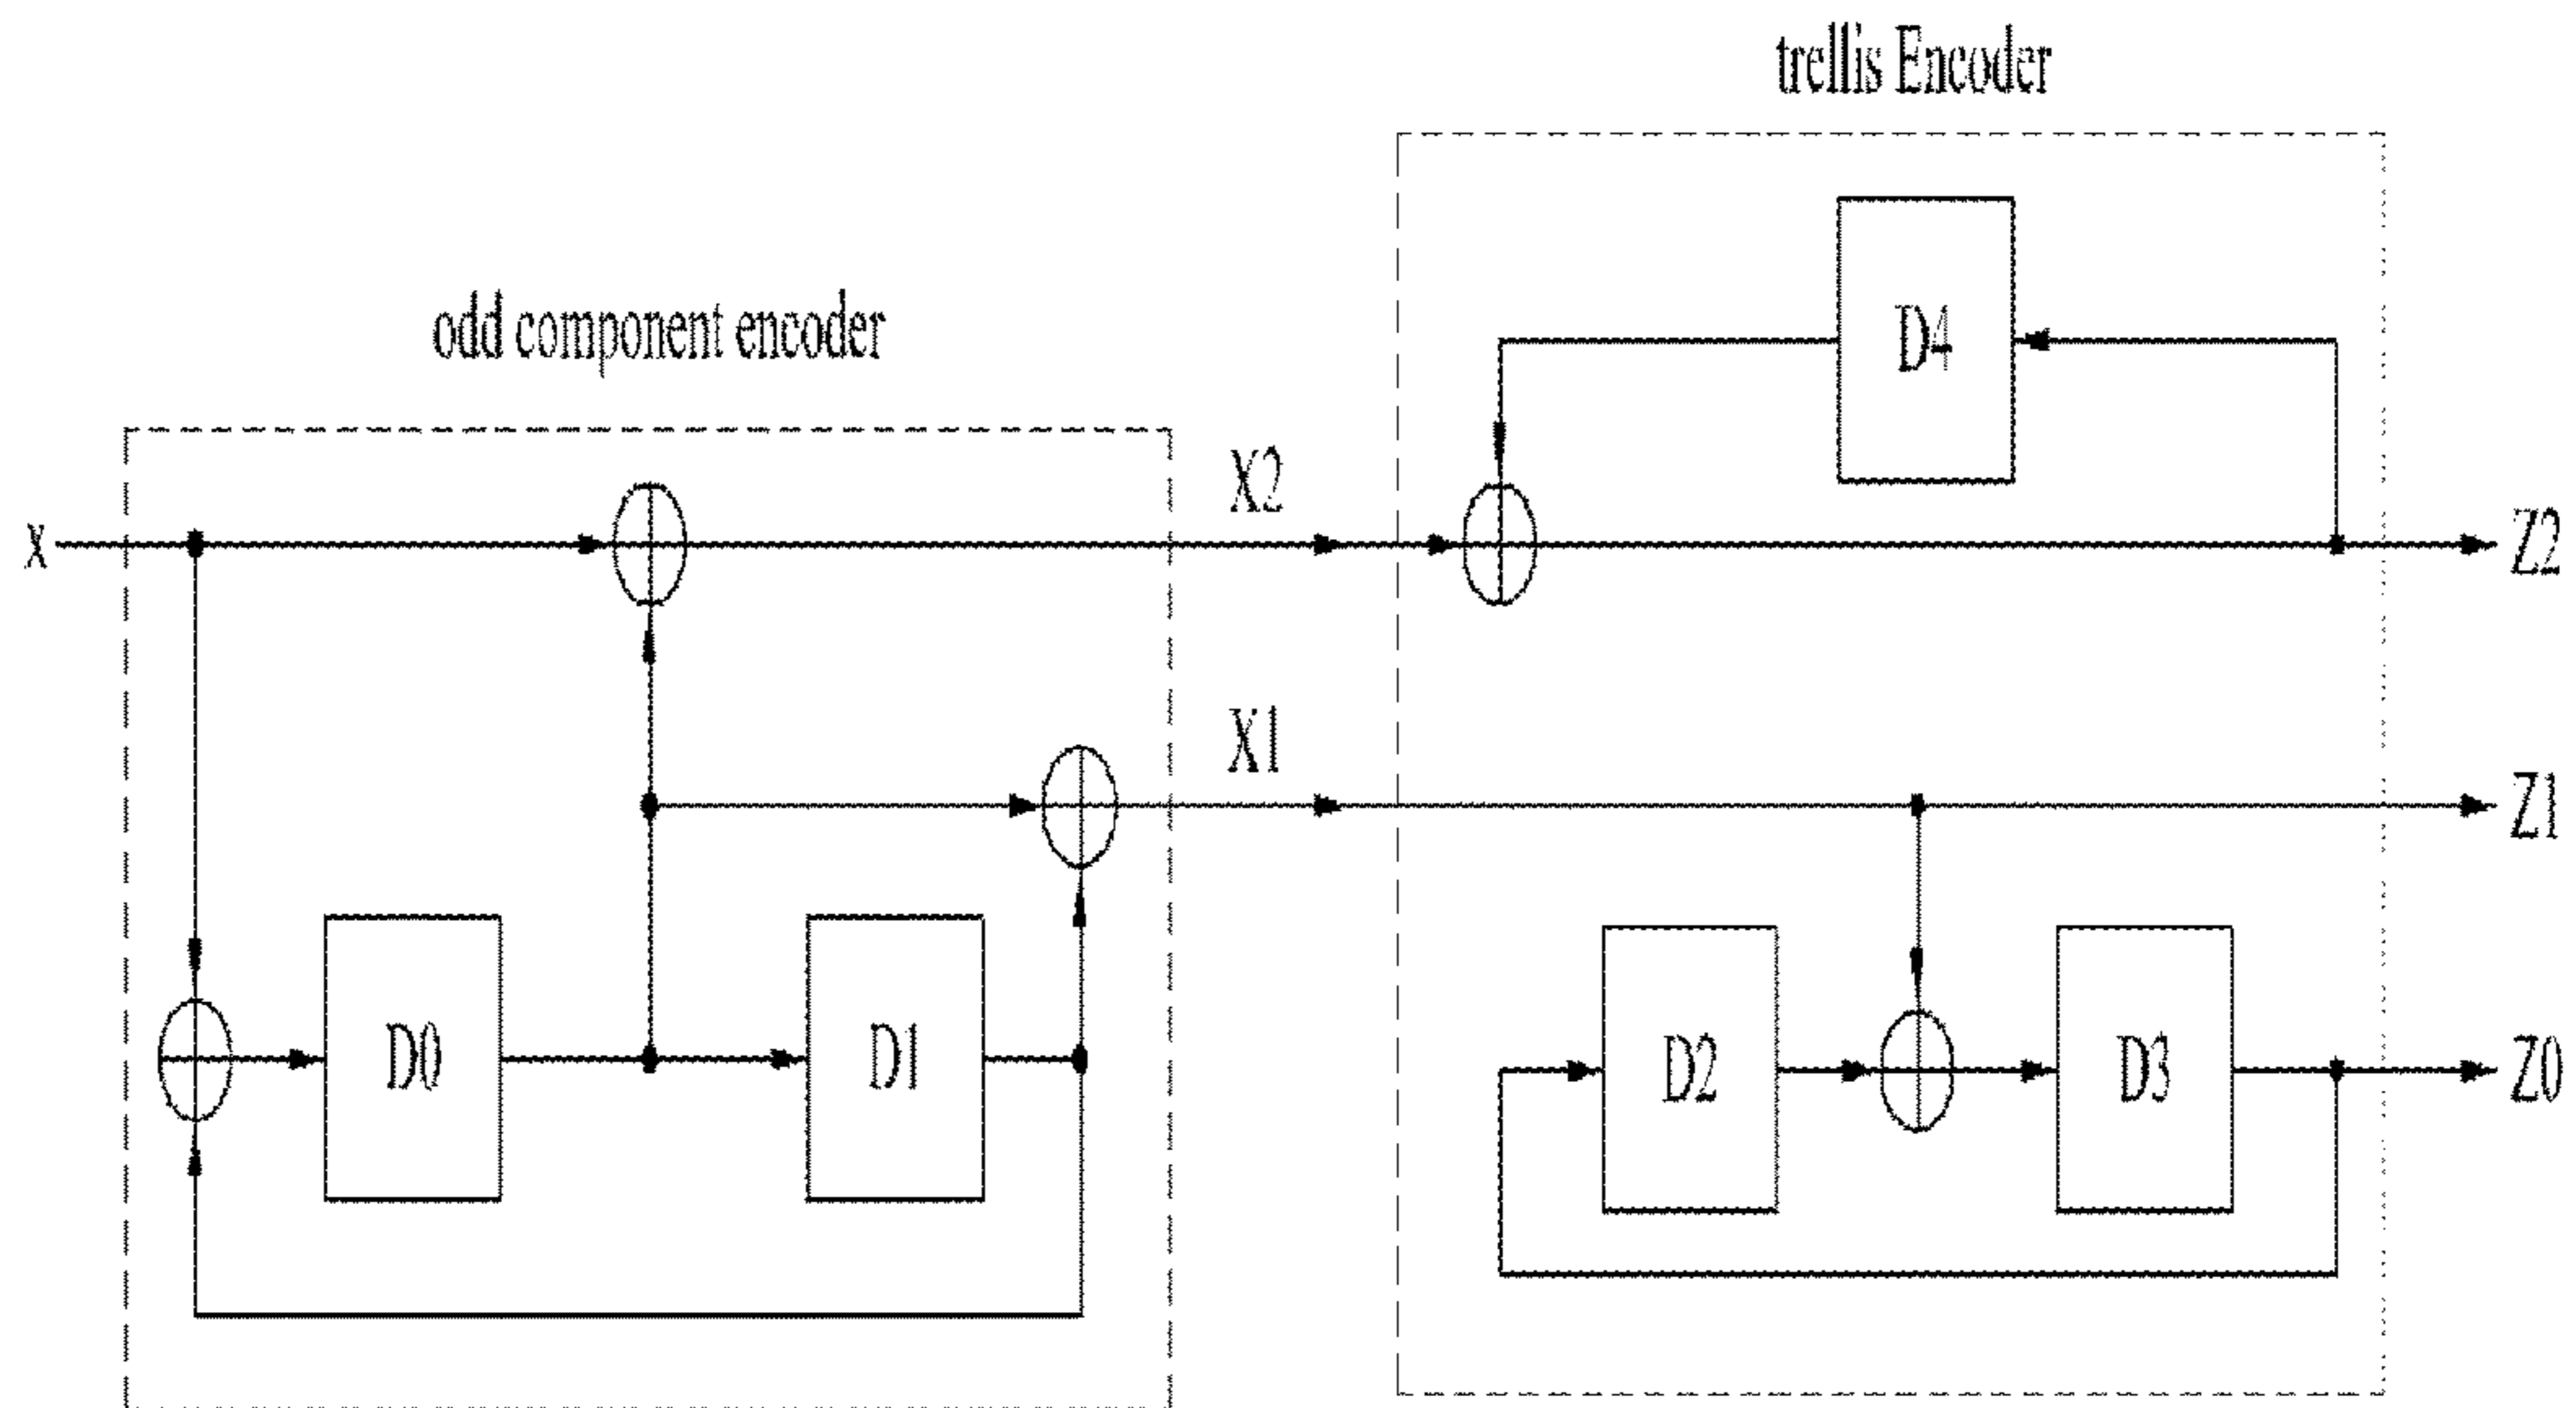 trellis Encoder
odd component encoder
D4
X2
x
Z2
X1
Z1
D0
D1
D2
D3
Z0